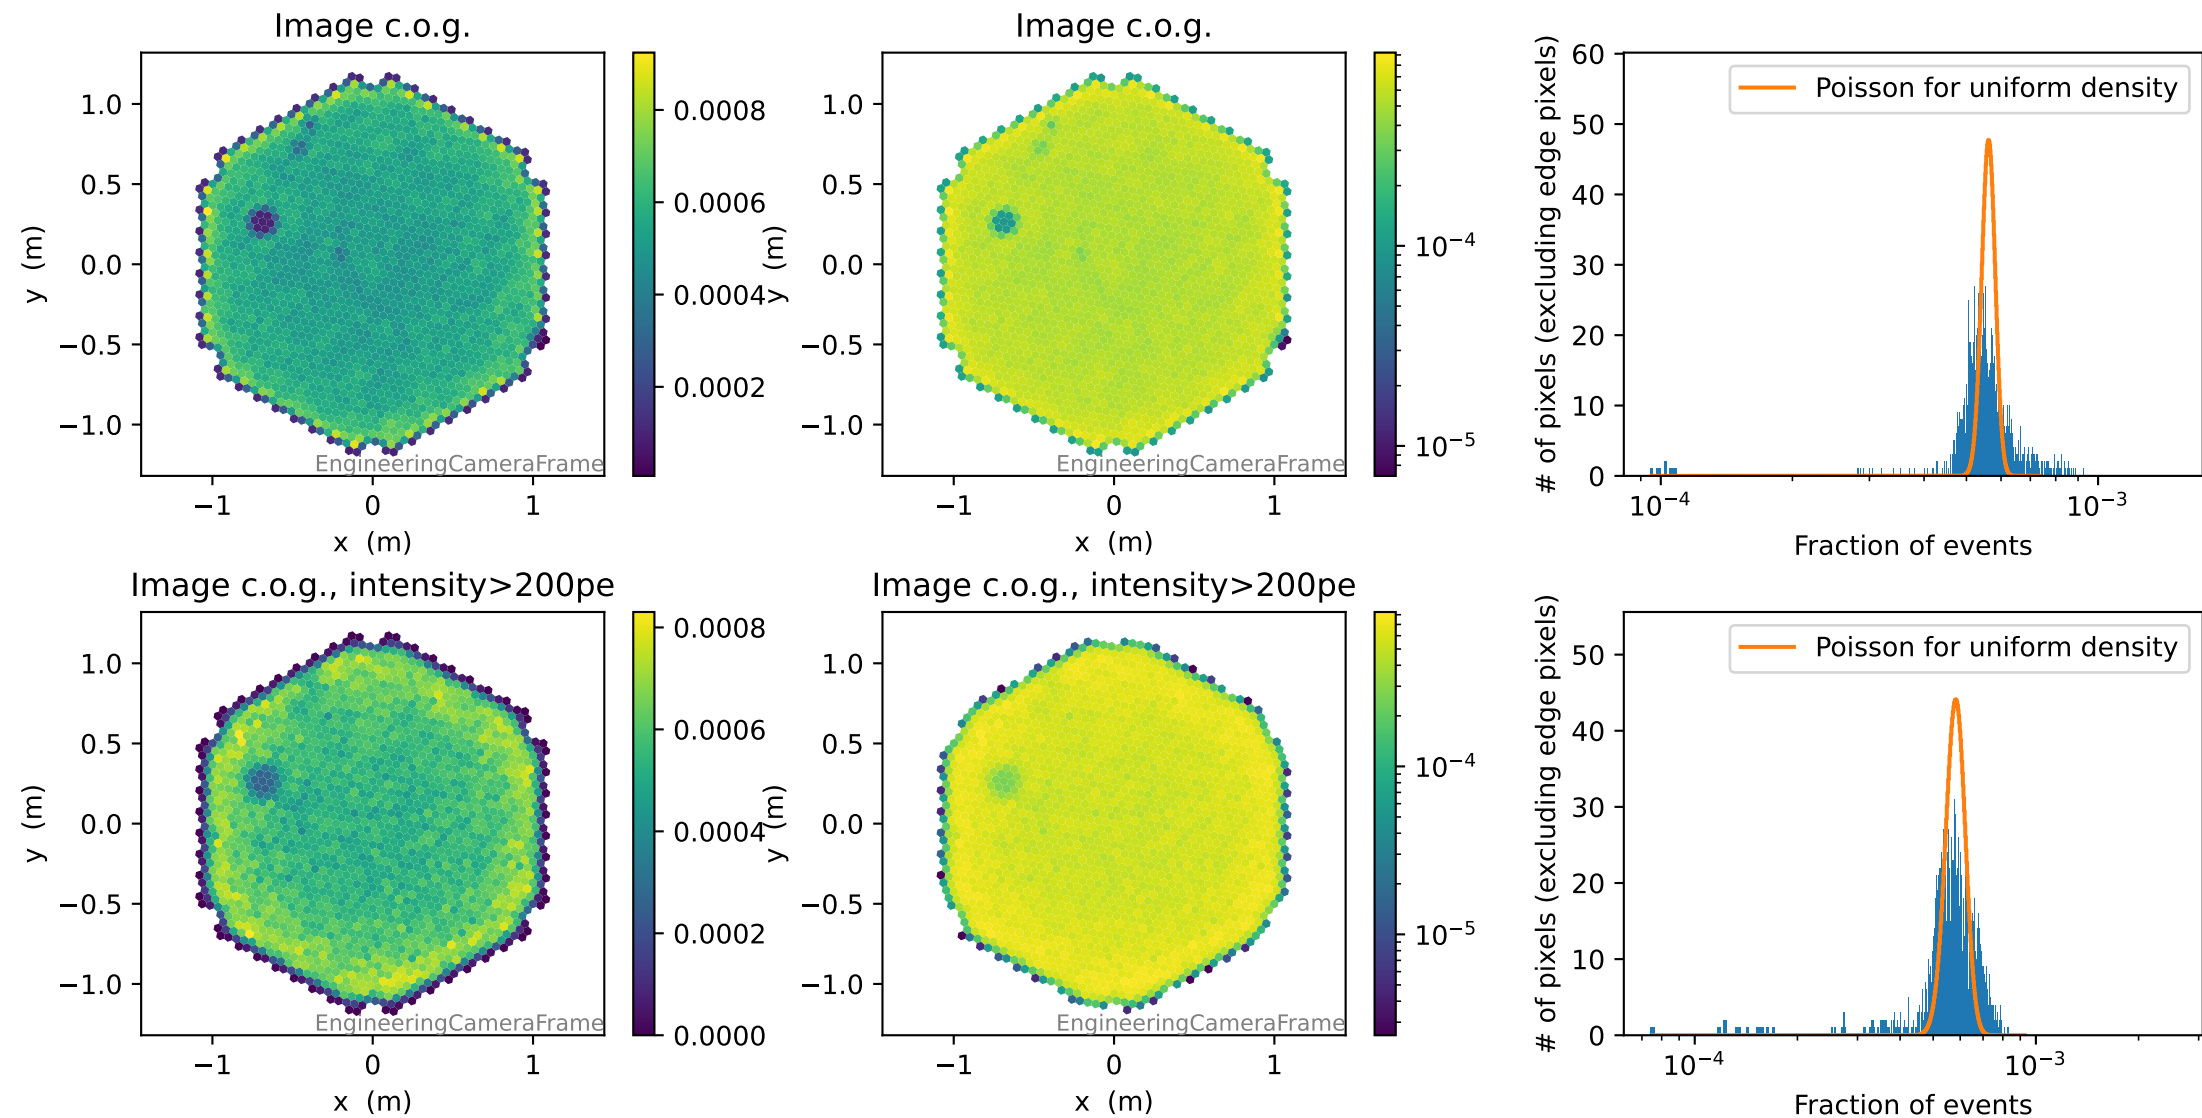 Image c.o.g.
y (m)
1.0
0.5
0.0
−0.5
−1.0
−1
0
1
x (m)
EngineeringCameraFrame
0.0008
0.0006
0.0004
0.0002
Image c.o.g.
y (m)
1.0
0.5
0.0
−0.5
−1.0
−1
0
1
x (m)
EngineeringCameraFrame
10⁻⁴
10⁻⁵
# of pixels (excluding edge pixels)
60
50
40
30
20
10
0
Poisson for uniform density
10⁻⁴
10⁻³
Fraction of events
Image c.o.g., intensity>200pe
y (m)
1.0
0.5
0.0
−0.5
−1.0
−1
0
1
x (m)
EngineeringCameraFrame
0.0008
0.0006
0.0004
0.0002
0.0000
Image c.o.g., intensity>200pe
y (m)
1.0
0.5
0.0
−0.5
−1.0
−1
0
1
x (m)
EngineeringCameraFrame
10⁻⁴
10⁻⁵
# of pixels (excluding edge pixels)
50
40
30
20
10
0
Poisson for uniform density
10⁻⁴
10⁻³
Fraction of events